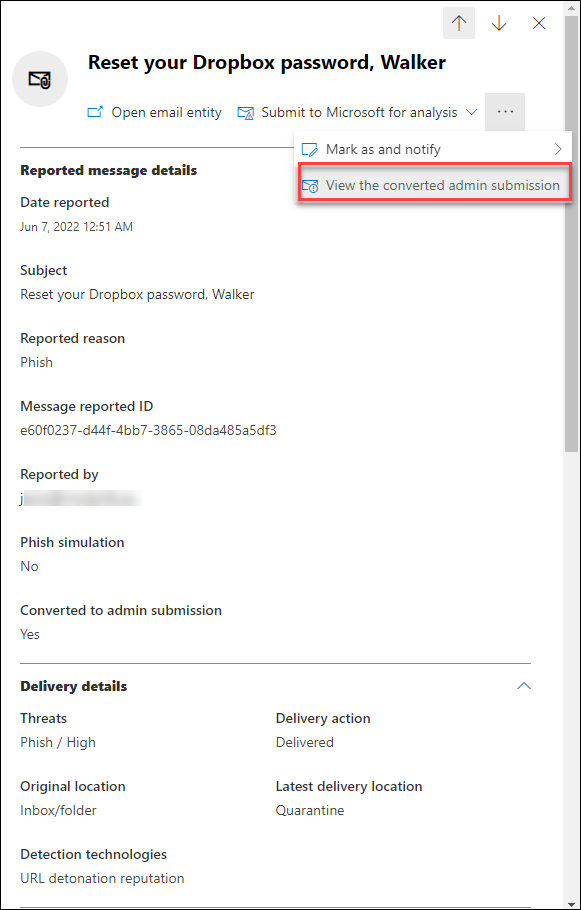 Reset your Dropbox password, Walker
Open email entity
Submit to Microsoft for analysis
Mark as and notify
View the converted admin submission
Reported message details
Date reported
Jun 7, 2022 12:51 AM
Subject
Reset your Dropbox password, Walker
Reported reason
Phish
Message reported ID
e60f0237-d44f-4bb7-3865-08da485a5df3
Reported by
Phish simulation
No
Converted to admin submission
Yes
Delivery details
Threats
Delivery action
Phish / High
Delivered
Original location
Latest delivery location
Inbox/folder
Quarantine
Detection technologies
URL detonation reputation